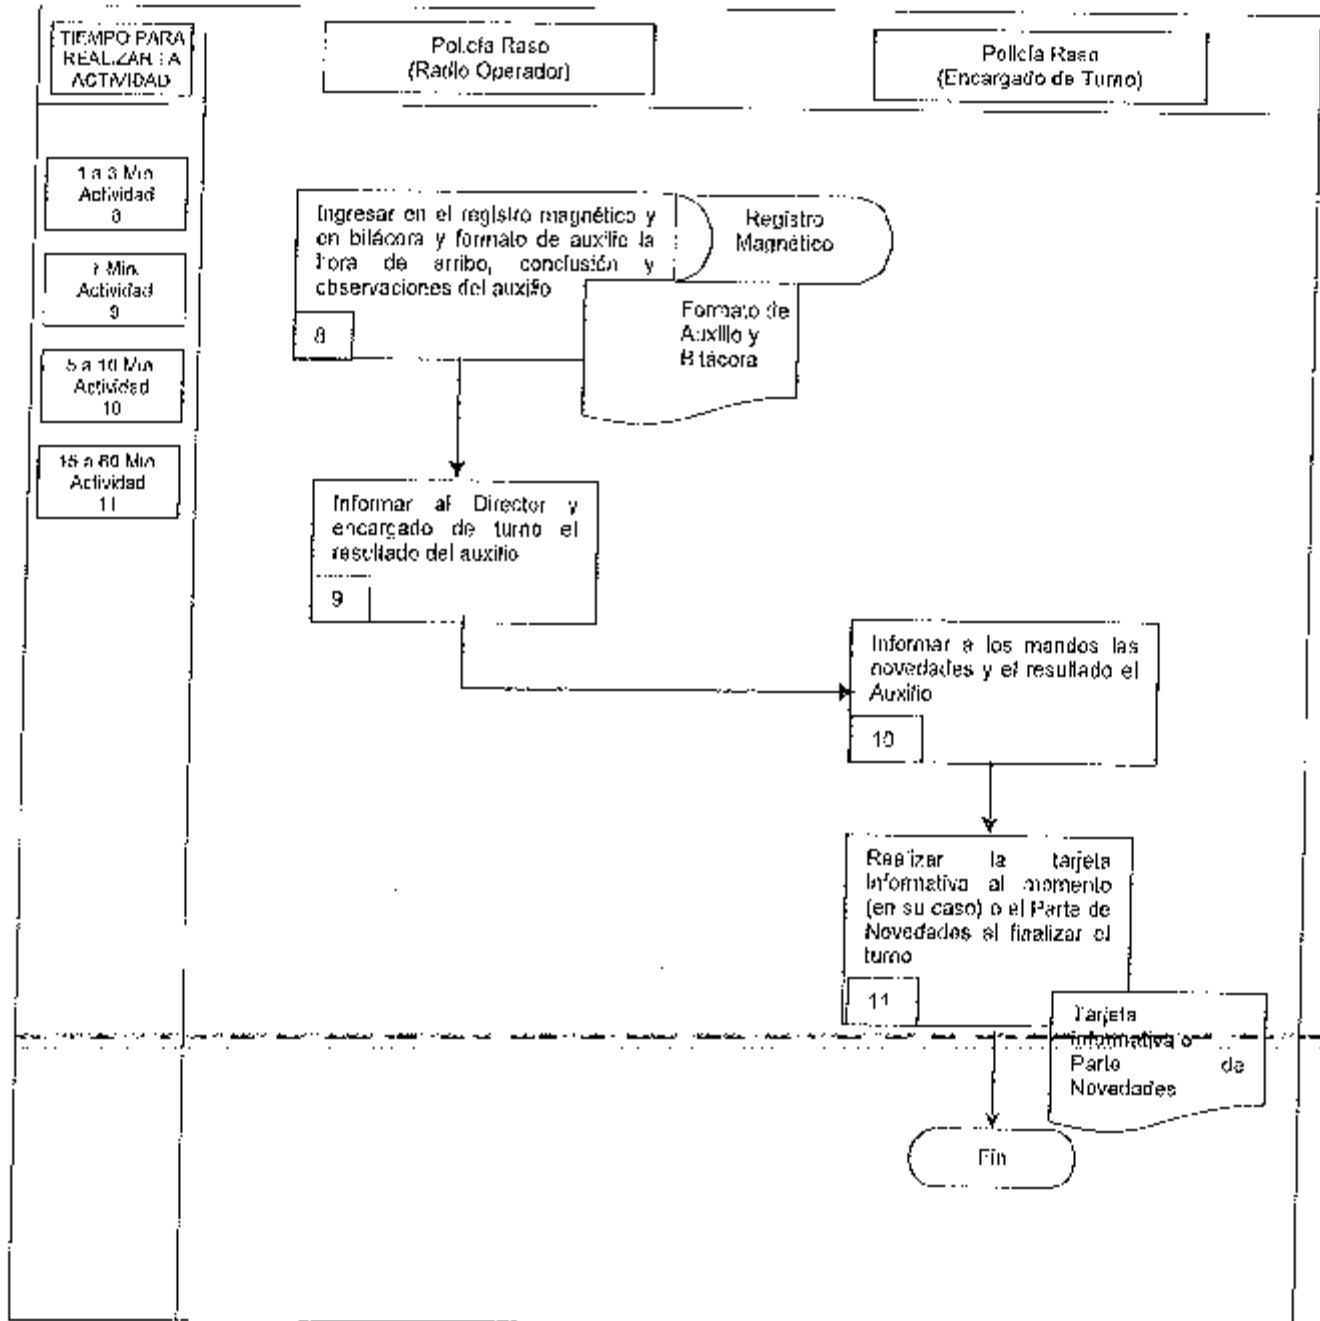 TIEMPO PARA
REALIZAR LA
ACTIVIDAD
Policía Raso
(Radio Operador)
Policía Raso
(Encargado de Turno)
1 a 3 Min
Actividad
8
Min.
Actividad
9
5 a 10 Min
Actividad
10
15 a 60 Min
Actividad
11
Ingresar en el registro magnético y
en bitácora y formato de auxilio la
hora de arribo, conclusión y
observaciones del auxilio
8
Registro
Magnético
Formato de
Auxilio y
Bitácora
Informar al Director y
encargado de turno el
resultado del auxilio
9
Informar a los mandos las
novedades y el resultado el
Auxilio
10
Realizar la tarjeta
Informativa al momento
(en su caso) o el Parte de
Novedades al finalizar el
turno
11
Tarjeta
informativa o
Parte de
Novedades
Fin